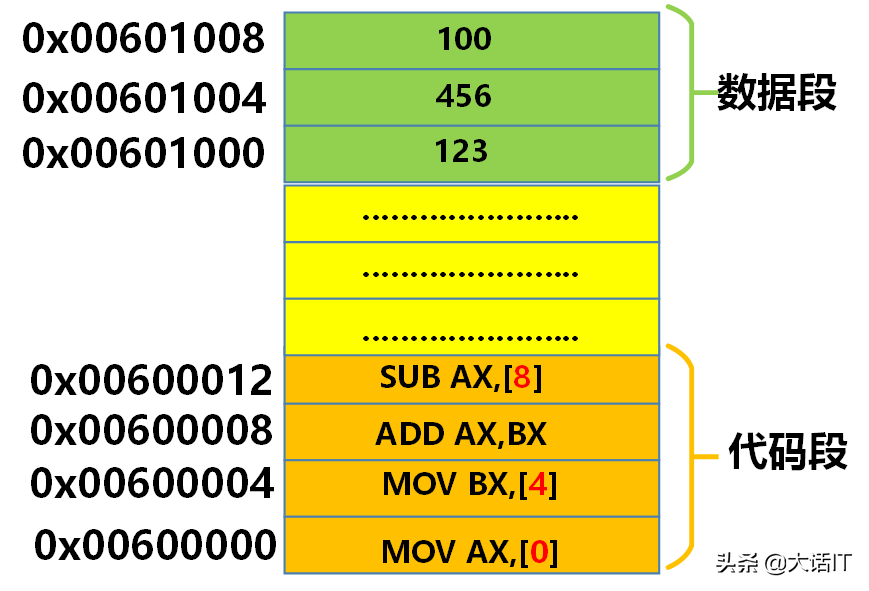 0x00601008 100
0x00601004 456
0x00601000 123
数据段
........................
........................
........................
0x00600012 SUB AX,[8]
0x00600008 ADD AX,BX
0x00600004 MOV BX,[4]
0x00600000 MOV AX,[0]
代码段
头条 @大话IT